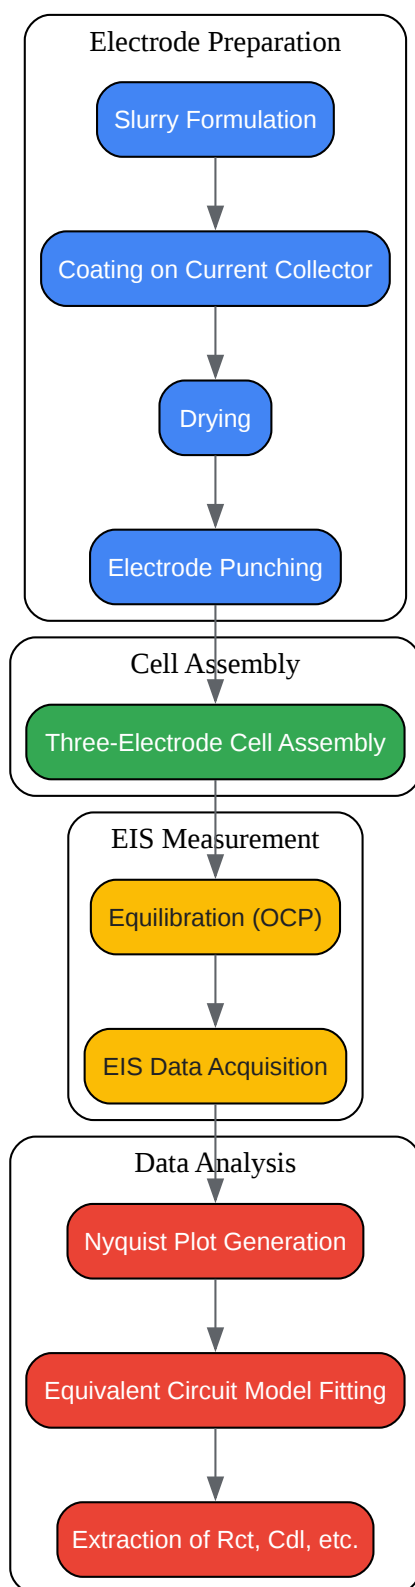 Electrode Preparation
Slurry Formulation
Coating on Current Collector
Drying
Electrode Punching
Cell Assembly
Three-Electrode Cell Assembly
EIS Measurement
Equilibration (OCP)
EIS Data Acquisition
Data Analysis
Nyquist Plot Generation
Equivalent Circuit Model Fitting
Extraction of Rct, Cdl, etc.